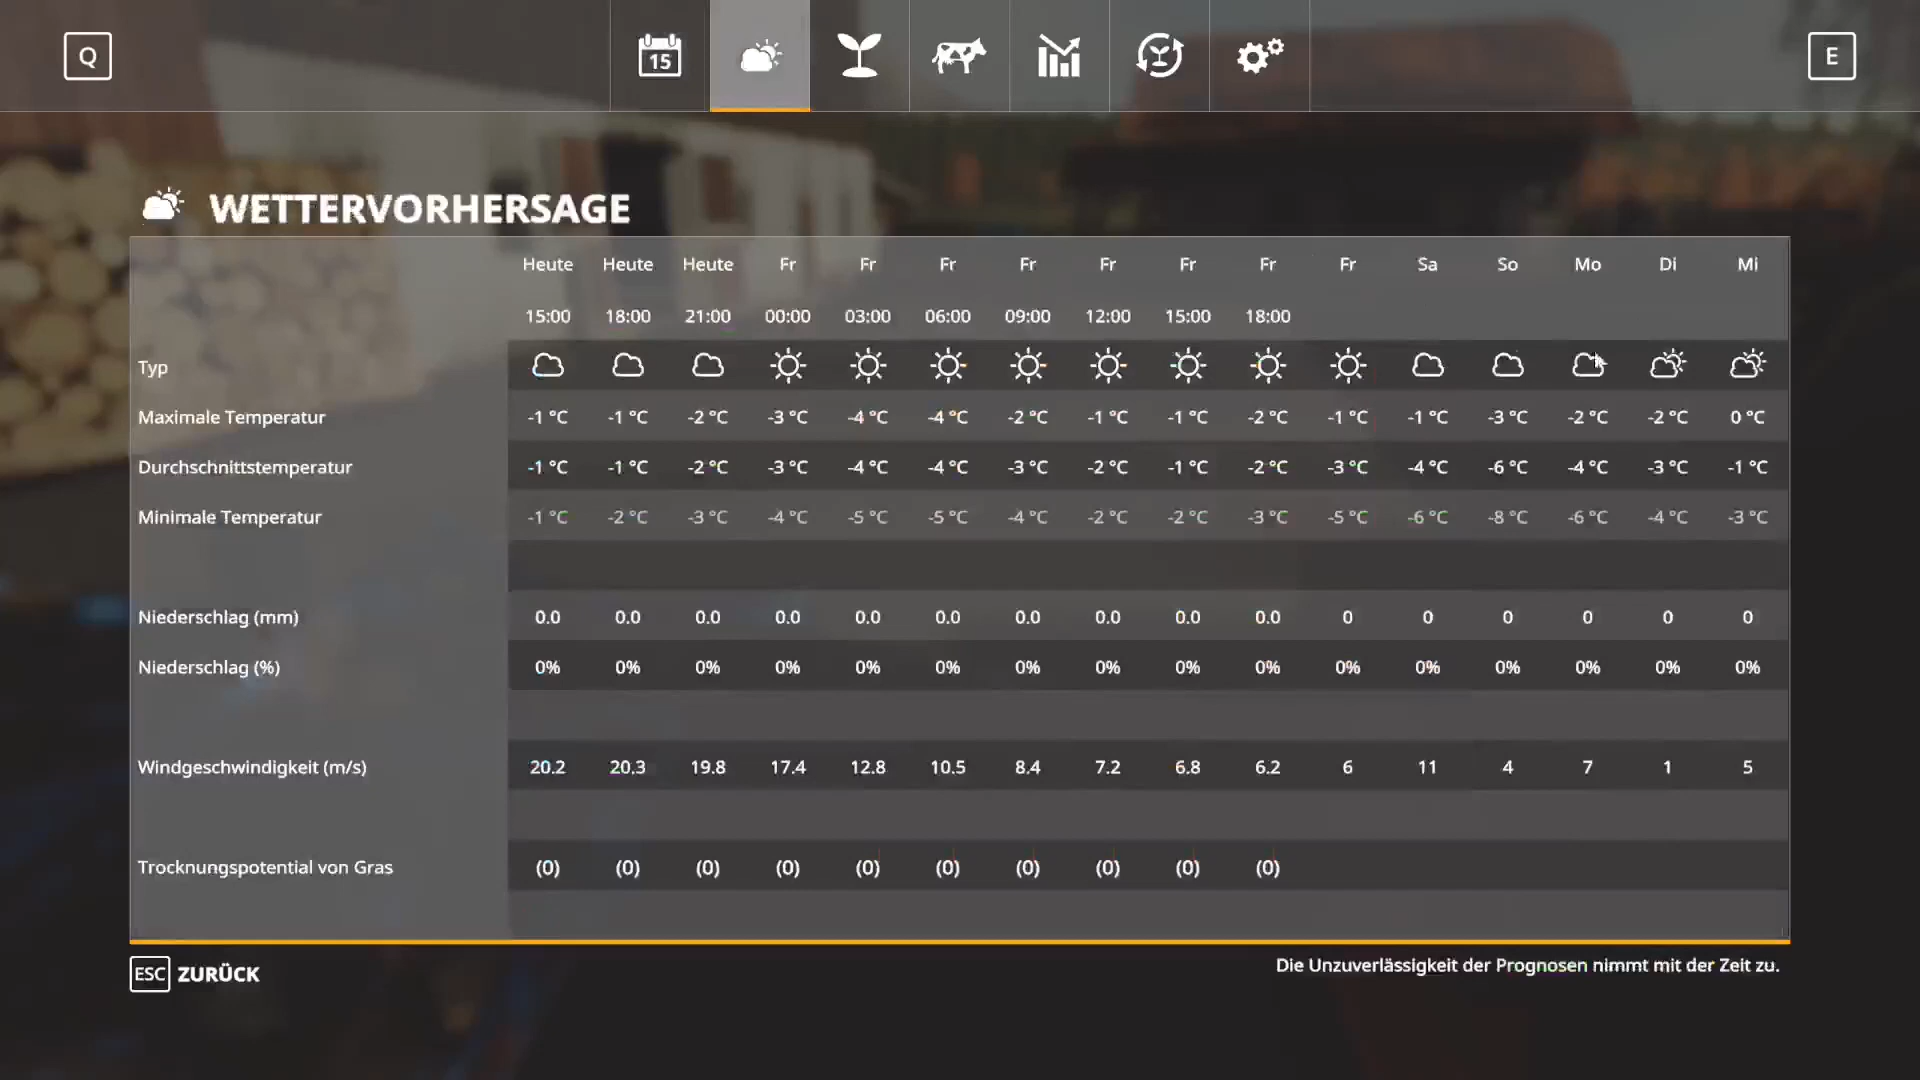 Q
15
E
WETTERVORHERSAGE
Heute Heute Heute Fr Fr Fr Fr Fr Fr Fr Fr Sa So Mo Di Mi
15:00 18:00 21:00 00:00 03:00 06:00 09:00 12:00 15:00 18:00
Typ
Maximale Temperatur -1 °C -1 °C -2 °C -3 °C -4 °C -4 °C -2 °C -1 °C -1 °C -2 °C -1 °C -1 °C -3 °C -2 °C -2 °C 0 °C
Durchschnittstemperatur -1 °C -1 °C -2 °C -3 °C -4 °C -4 °C -3 °C -2 °C -1 °C -2 °C -3 °C -4 °C -6 °C -4 °C -3 °C -1 °C
Minimale Temperatur -1 °C -2 °C -3 °C -4 °C -5 °C -5 °C -4 °C -2 °C -2 °C -3 °C -5 °C -6 °C -8 °C -6 °C -4 °C -3 °C
Niederschlag (mm) 0.0 0.0 0.0 0.0 0.0 0.0 0.0 0.0 0.0 0.0 0 0 0 0 0 0
Niederschlag (%) 0% 0% 0% 0% 0% 0% 0% 0% 0% 0% 0% 0% 0% 0% 0% 0%
Windgeschwindigkeit (m/s) 20.2 20.3 19.8 17.4 12.8 10.5 8.4 7.2 6.8 6.2 6 11 4 7 1 5
Trocknungspotential von Gras (0) (0) (0) (0) (0) (0) (0) (0) (0) (0)
ESC ZURÜCK
Die Unzuverlässigkeit der Prognosen nimmt mit der Zeit zu.